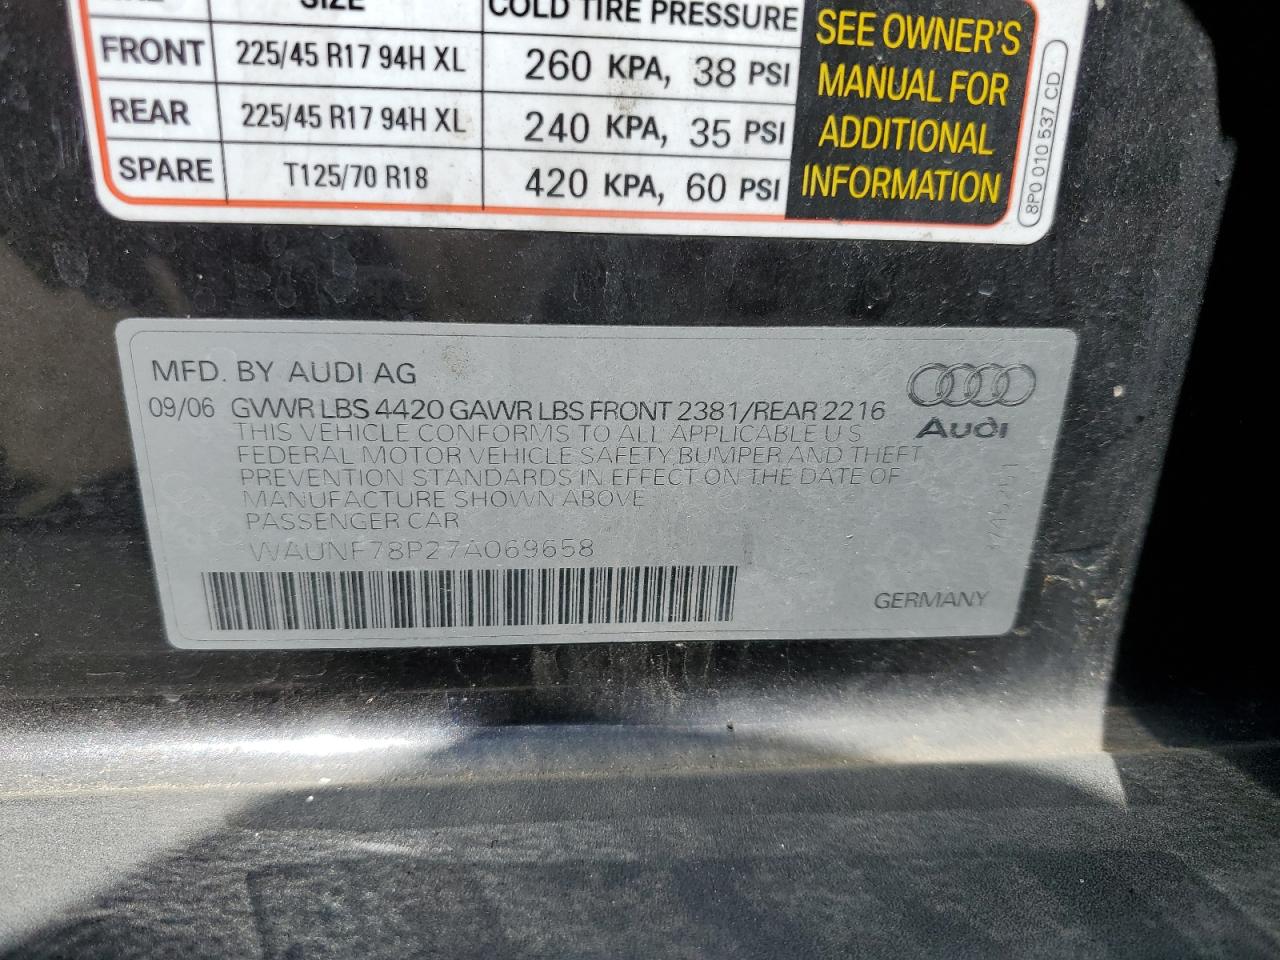 SIZE COLD TIRE PRESSURE
FRONT 225/45 R17 94H XL 260 KPA, 38 PSI
REAR 225/45 R17 94H XL 240 KPA, 35 PSI
SPARE T125/70 R18 420 KPA, 60 PSI
SEE OWNER'S
MANUAL FOR
ADDITIONAL
INFORMATION
8P0 010 537 CD
MFD. BY AUDI AG
09/06 GVWR LBS 4420 GAWR LBS FRONT 2381/REAR 2216
THIS VEHICLE CONFORMS TO ALL APPLICABLE U S
FEDERAL MOTOR VEHICLE SAFETY,BUMPER AND THEFT
PREVENTION STANDARDS IN EFFECT ON THE DATE OF
MANUFACTURE SHOWN ABOVE
PASSENGER CAR
WAUNF78P27A069658
Audi
GERMANY